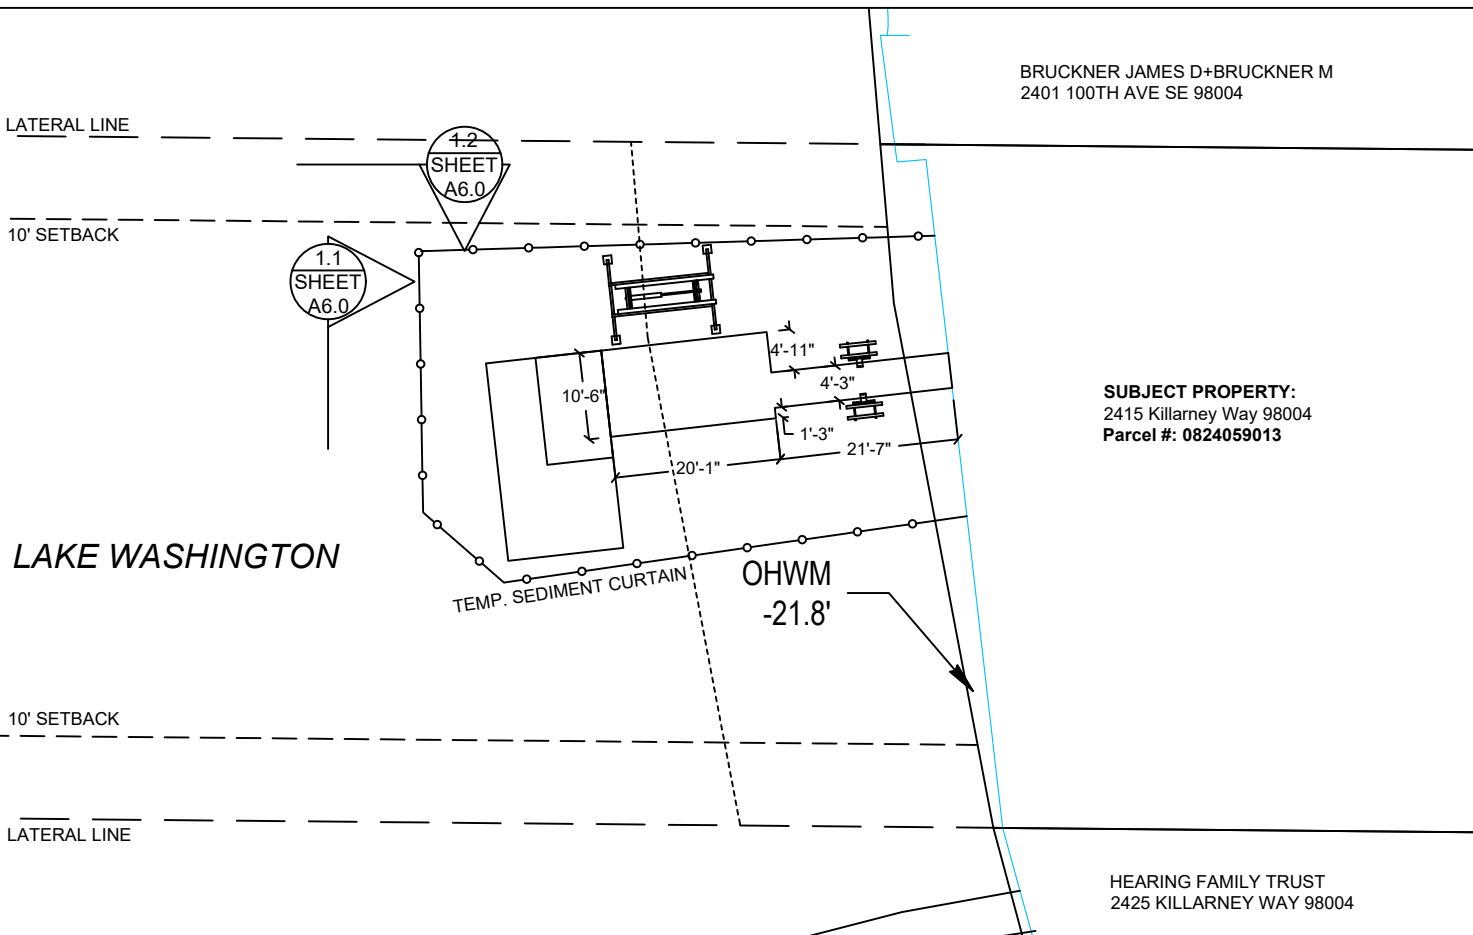 BRUCKNER JAMES D+BRUCKNER M
2401 100TH AVE SE 98004
LATERAL LINE
1.2
SHEET
A6.0
10' SETBACK
1.1
SHEET
A6.0
4'-11"
4'-3"
10'-6"
1'-3"
21'-7"
20'-1"
SUBJECT PROPERTY:
2415 Killarney Way 98004
Parcel #: 0824059013
LAKE WASHINGTON
TEMP. SEDIMENT CURTAIN
OHWM
-21.8'
10' SETBACK
LATERAL LINE
HEARING FAMILY TRUST
2425 KILLARNEY WAY 98004